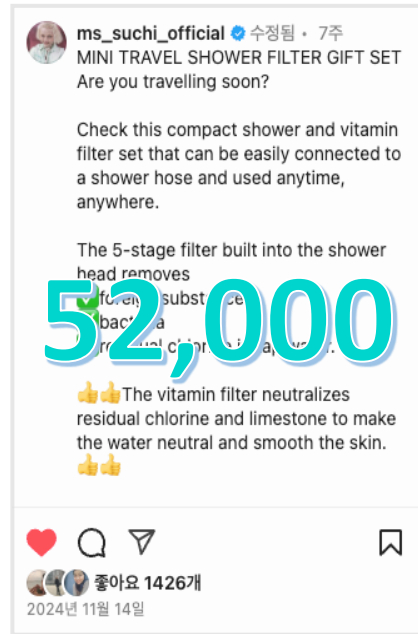 ms_suchi_official 수정됨 • 7주
MINI TRAVEL SHOWER FILTER GIFT SET
Are you travelling soon?
Check this compact shower and vitamin
filter set that can be easily connected to
a shower hose and used anytime,
anywhere.
The 5-stage filter built into the shower
head removes
52,000
👍👍The vitamin filter neutralizes
residual chlorine and limestone to make
the water neutral and smooth the skin.
👍👍
좋아요 1426개
2024년 11월 14일